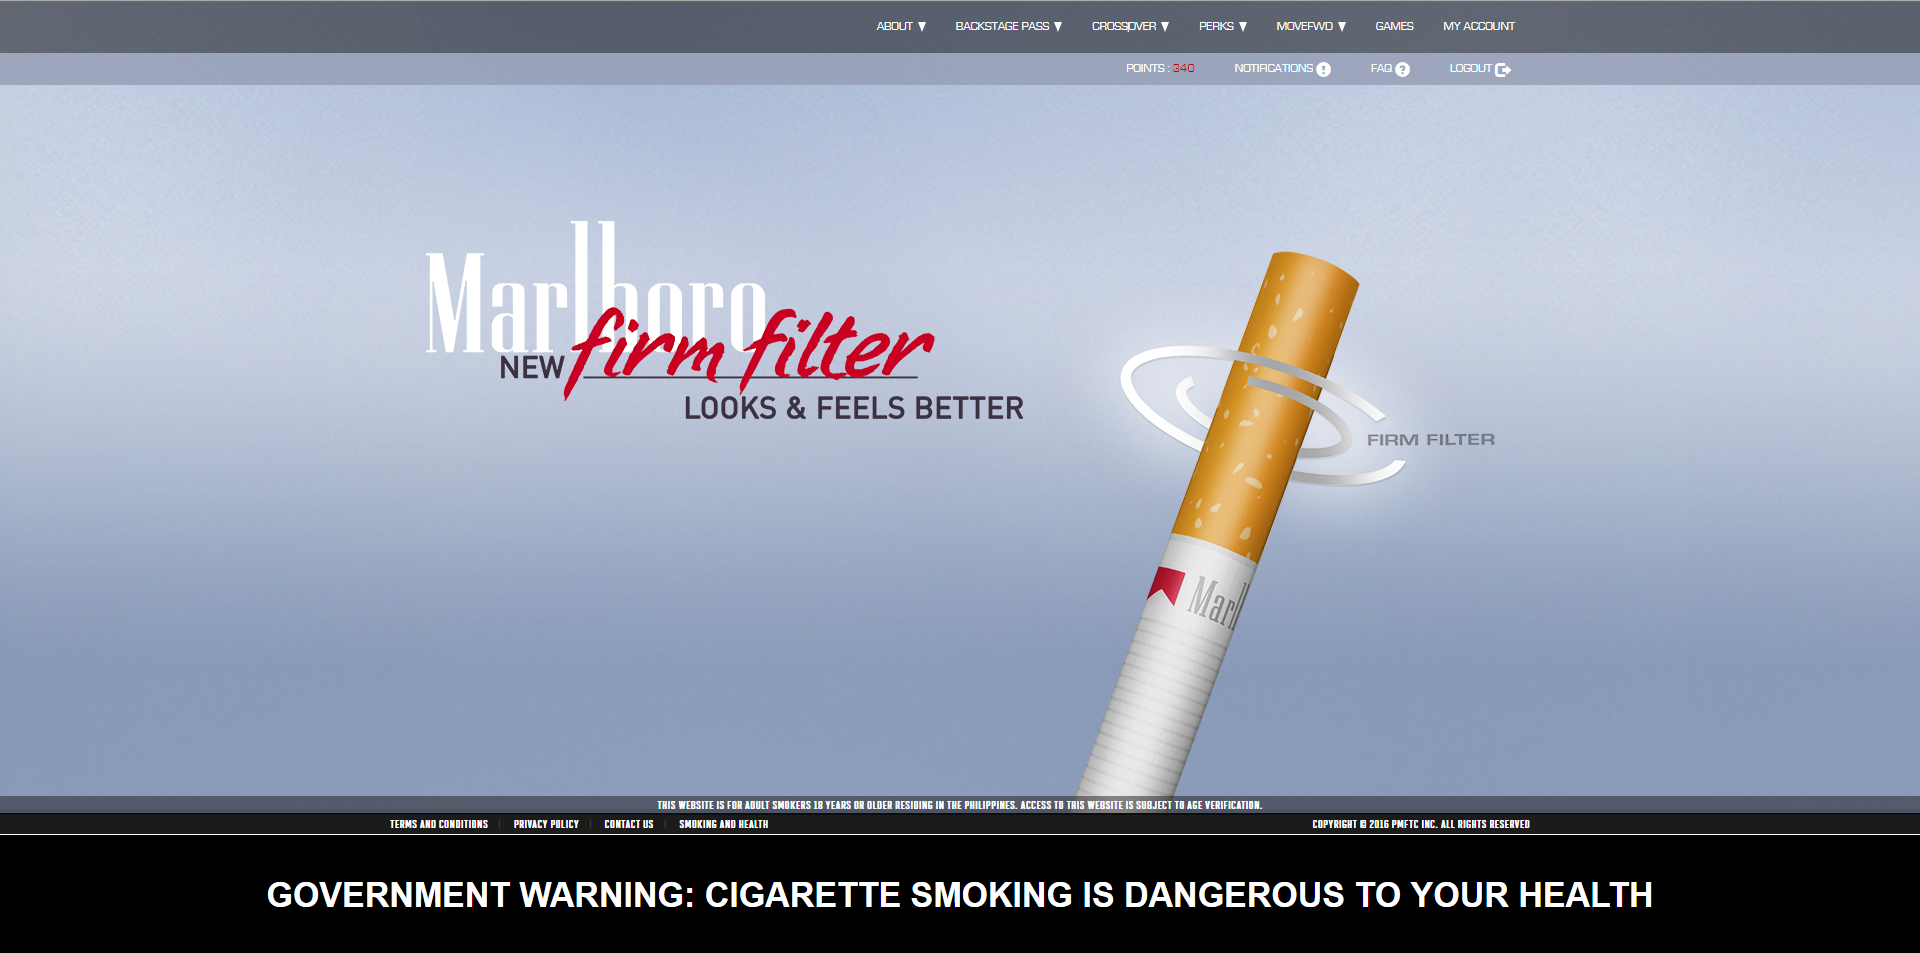 ABOUT ▼ BACKSTAGE PASS ▼ CROSSOVER ▼ PERKS ▼ MOVEFWD ▼ GAMES MY ACCOUNT
POINTS : 340 NOTIFICATIONS ! FAQ ? LOGOUT
Marlboro
NEW firm filter
LOOKS & FEELS BETTER
FIRM FILTER
Marl
THIS WEBSITE IS FOR ADULT SMOKERS 18 YEARS OR OLDER RESIDING IN THE PHILIPPINES. ACCESS TO THIS WEBSITE IS SUBJECT TO AGE VERIFICATION.
TERMS AND CONDITIONS | PRIVACY POLICY | CONTACT US | SMOKING AND HEALTH COPYRIGHT © 2016 PMFTC INC. ALL RIGHTS RESERVED
GOVERNMENT WARNING: CIGARETTE SMOKING IS DANGEROUS TO YOUR HEALTH